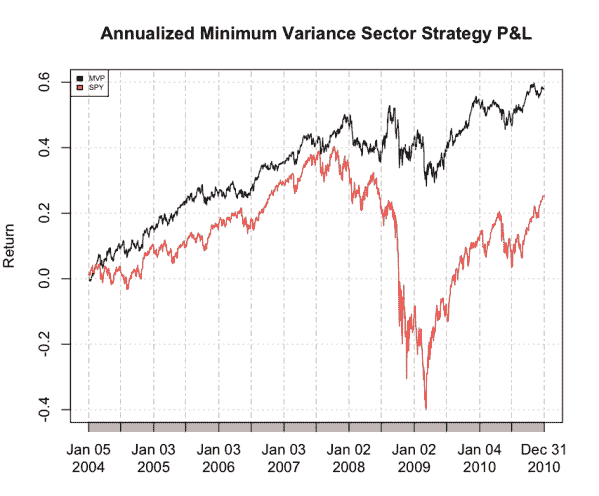 Annualized Minimum Variance Sector Strategy P&L
MVP
SPY
Return
0.6
0.4
0.2
0.0
-0.2
-0.4
Jan 05 Jan 03 Jan 03 Jan 03 Jan 02 Jan 02 Jan 04 Dec 31
2004 2005 2006 2007 2008 2009 2010 2010